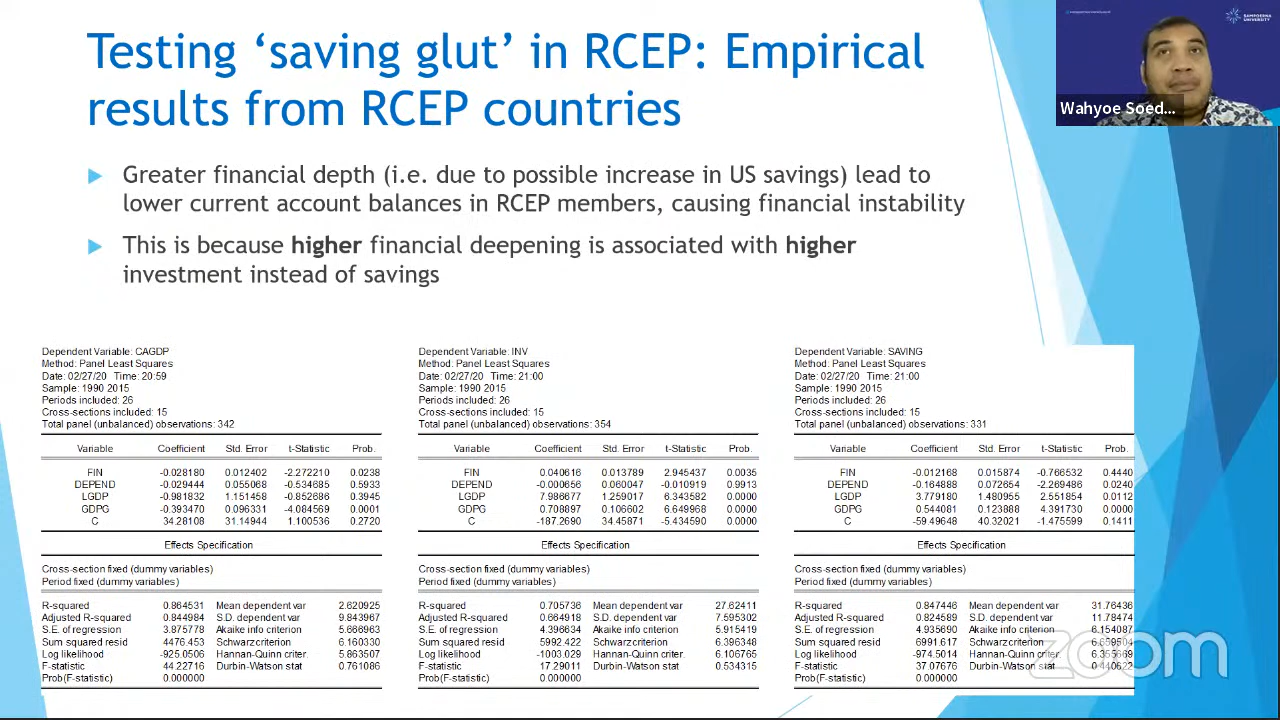 Testing ‘saving glut’ in RCEP: Empirical
results from RCEP countries
SAMPOERNA
UNIVERSITY
Wahyoe Soed...
Greater financial depth (i.e. due to possible increase in US savings) lead to
lower current account balances in RCEP members, causing financial instability
This is because higher financial deepening is associated with higher
investment instead of savings
Dependent Variable: CAGDP
Method: Panel Least Squares
Date: 02/27/20 Time: 20:59
Sample: 1990 2015
Periods included: 26
Cross-sections included: 15
Total panel (unbalanced) observations: 342
Variable Coefficient Std. Error t-Statistic Prob.
FIN -0.028180 0.012402 -2.272210 0.0238
DEPEND -0.029444 0.055068 -0.534685 0.5933
LGDP -0.981832 1.151458 -0.852686 0.3945
GDPG -0.393470 0.096331 -4.084569 0.0001
C 34.28108 31.14944 1.100536 0.2720
Effects Specification
Cross-section fixed (dummy variables)
Period fixed (dummy variables)
R-squared 0.864531 Mean dependent var 2.620925
Adjusted R-squared 0.844984 S.D. dependent var 9.843967
S.E. of regression 3.875778 Akaike info criterion 5.666963
Sum squared resid 4476.453 Schwarz criterion 6.160330
Log likelihood -925.0506 Hannan-Quinn criter. 5.863507
F-statistic 44.22716 Durbin-Watson stat 0.761086
Prob(F-statistic) 0.000000
Dependent Variable: INV
Method: Panel Least Squares
Date: 02/27/20 Time: 21:00
Sample: 1990 2015
Periods included: 26
Cross-sections included: 15
Total panel (unbalanced) observations: 354
Variable Coefficient Std. Error t-Statistic Prob.
FIN 0.040616 0.013789 2.945437 0.0035
DEPEND -0.000656 0.060047 -0.010919 0.9913
LGDP 7.986677 1.259017 6.343582 0.0000
GDPG 0.708897 0.106602 6.649968 0.0000
C -187.2690 34.45871 -5.434590 0.0000
Effects Specification
Cross-section fixed (dummy variables)
Period fixed (dummy variables)
R-squared 0.705736 Mean dependent var 27.62411
Adjusted R-squared 0.664918 S.D. dependent var 7.595302
S.E. of regression 4.396634 Akaike info criterion 5.915419
Sum squared resid 5992.422 Schwarz criterion 6.396348
Log likelihood -1003.029 Hannan-Quinn criter. 6.106765
F-statistic 17.29011 Durbin-Watson stat 0.534315
Prob(F-statistic) 0.000000
Dependent Variable: SAVING
Method: Panel Least Squares
Date: 02/27/20 Time: 21:00
Sample: 1990 2015
Periods included: 26
Cross-sections included: 15
Total panel (unbalanced) observations: 331
Variable Coefficient Std. Error t-Statistic Prob.
FIN -0.012168 0.015874 -0.766532 0.4440
DEPEND -0.164888 0.072654 -2.269486 0.0240
LGDP 3.779180 1.480955 2.551854 0.0112
GDPG 0.544081 0.123888 4.391730 0.0000
C -59.49648 40.32021 -1.475599 0.1411
Effects Specification
Cross-section fixed (dummy variables)
Period fixed (dummy variables)
R-squared 0.847446 Mean dependent var 31.76436
Adjusted R-squared 0.824589 S.D. dependent var 11.78474
S.E. of regression 4.935690 Akaike info criterion 6.154087
Sum squared resid 6991.617 Schwarz criterion
Log likelihood -974.5014 Hannan-Quinn criter.
F-statistic 37.07676 Durbin-Watson stat 0.440622
Prob(F-statistic) 0.000000
zoom